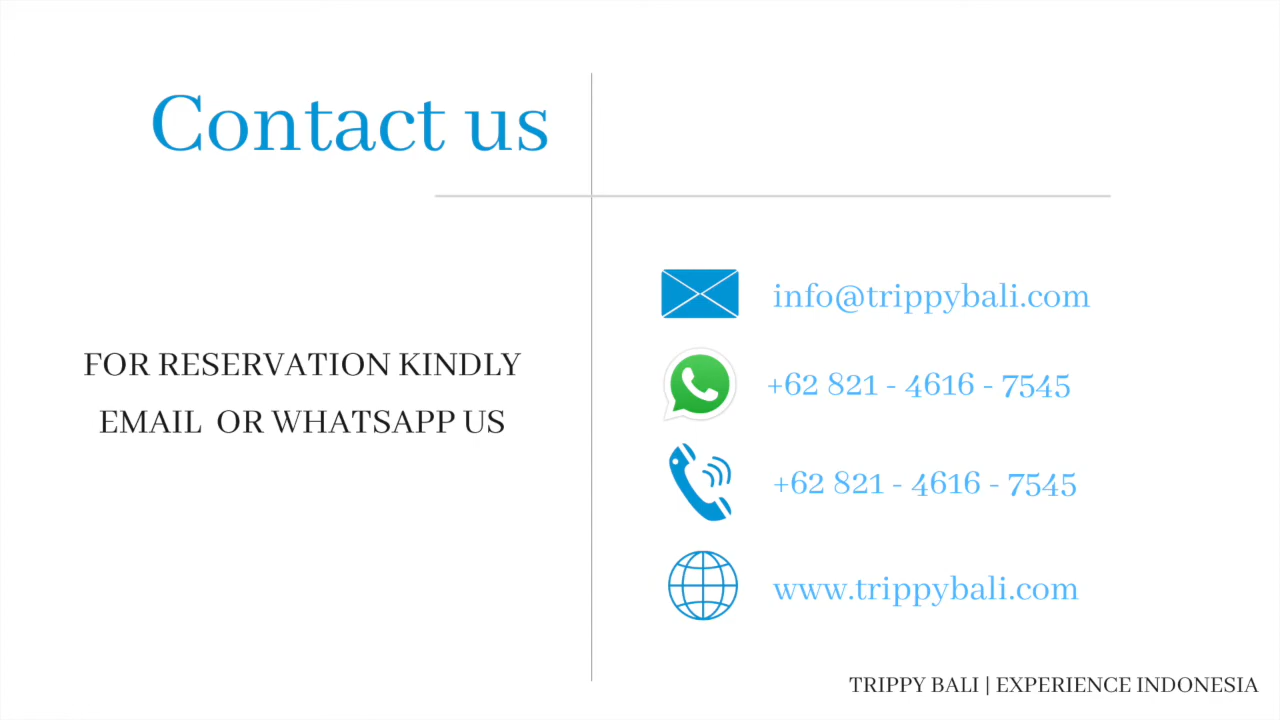 Contact us
FOR RESERVATION KINDLY
EMAIL OR WHATSAPP US
info@trippybali.com
+62 821 - 4616 - 7545
+62 821 - 4616 - 7545
www.trippybali.com
TRIPPY BALI | EXPERIENCE INDONESIA